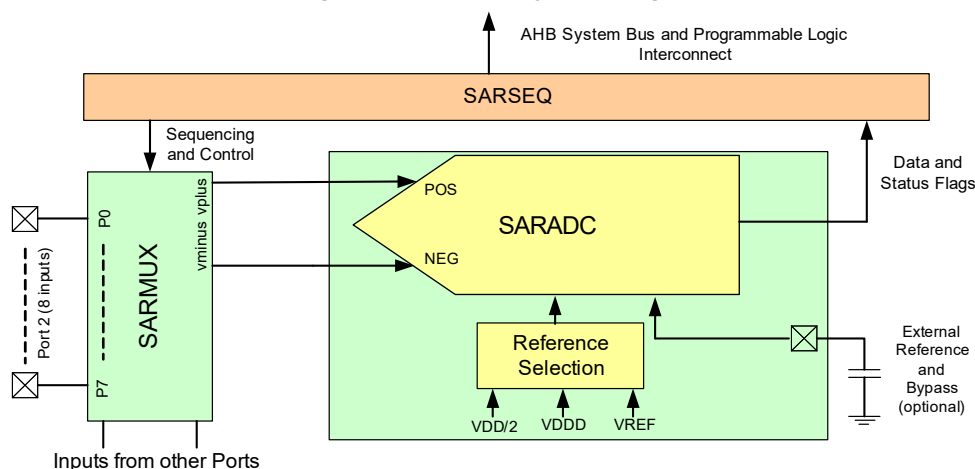 AHB System Bus and Programmable Logic
Interconnect
SARSEQ
Sequencing
and Control
Data and
Status Flags
vminus vplus
P0
Port 2 (8 inputs)
SARMUX
P7
POS
SARADC
NEG
Reference
Selection
VDD/2 VDDD VREF
External
Reference
and
Bypass
(optional)
Inputs from other Ports